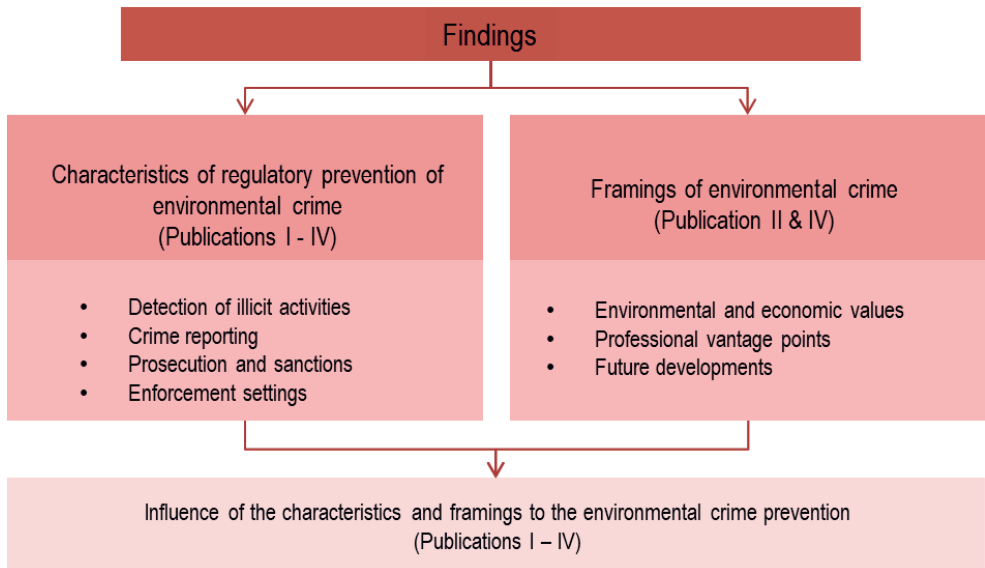 Findings
Characteristics of regulatory prevention of
environmental crime
(Publications I - IV)
• Detection of illicit activities
• Crime reporting
• Prosecution and sanctions
• Enforcement settings
Framings of environmental crime
(Publication II & IV)
• Environmental and economic values
• Professional vantage points
• Future developments
Influence of the characteristics and framings to the environmental crime prevention
(Publications I – IV)